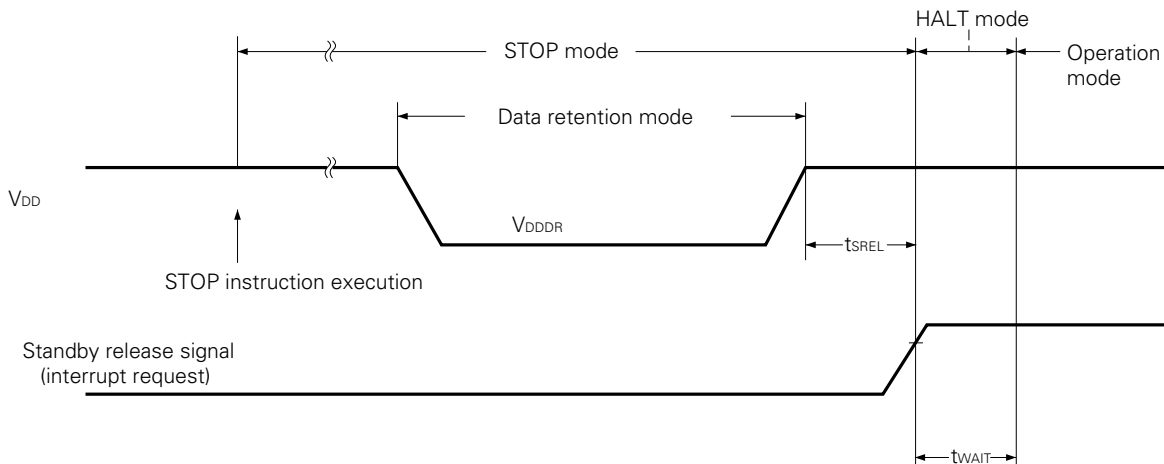 HALT mode
STOP mode
Operation
mode
Data retention mode
VDD
VDDDR
tSREL
STOP instruction execution
Standby release signal
(interrupt request)
tWAIT